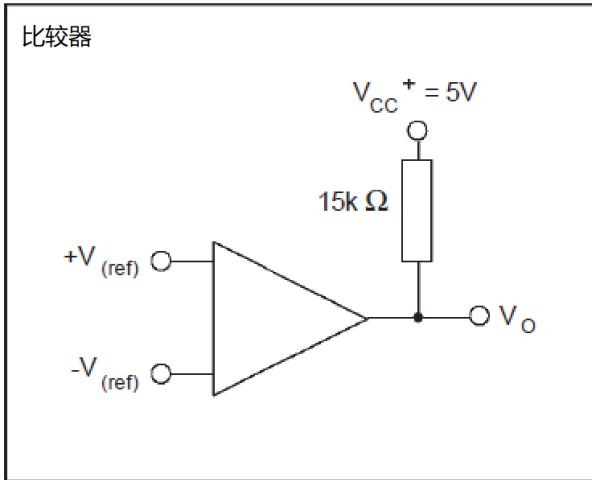 比较器
VCC+ = 5V
15k Ω
+V (ref)
-V (ref)
VO